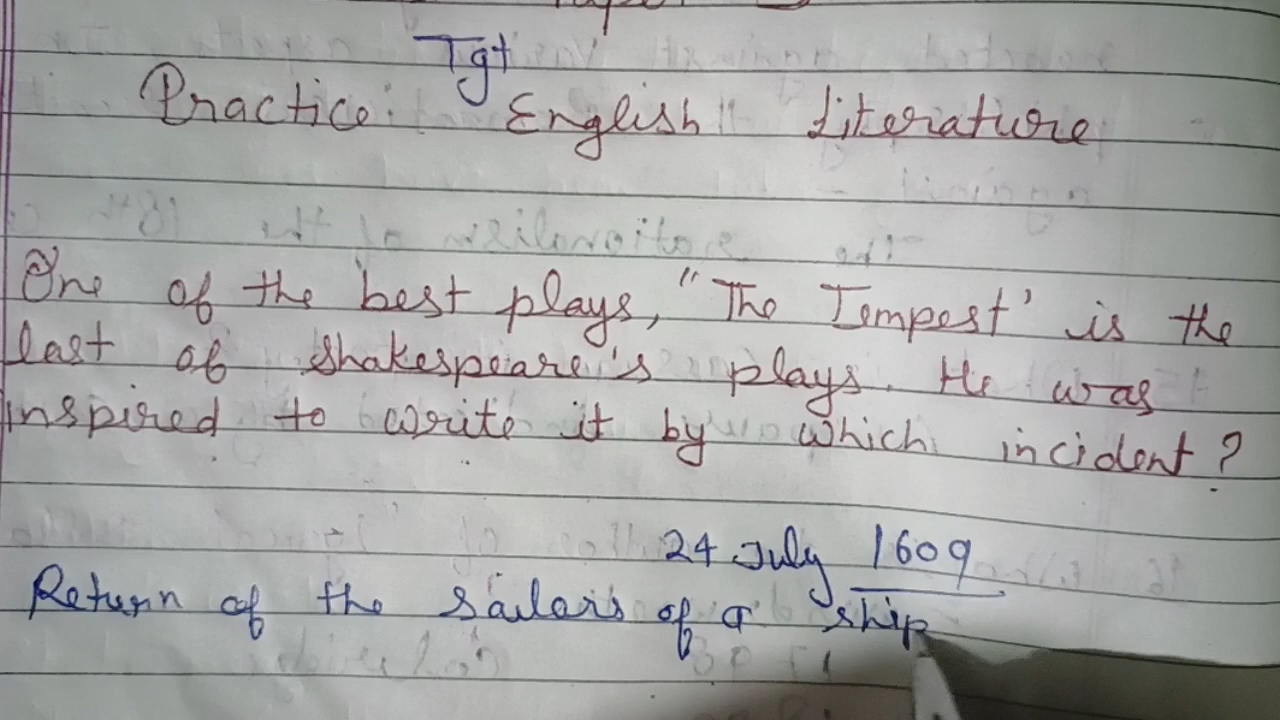 Tgt
Practice English Literature
One of the best plays, "The Tempest' is the
last of Shakespeare's plays. He was
inspired to write it by which incident?
24 July 1609
Return of the sailors of a ship